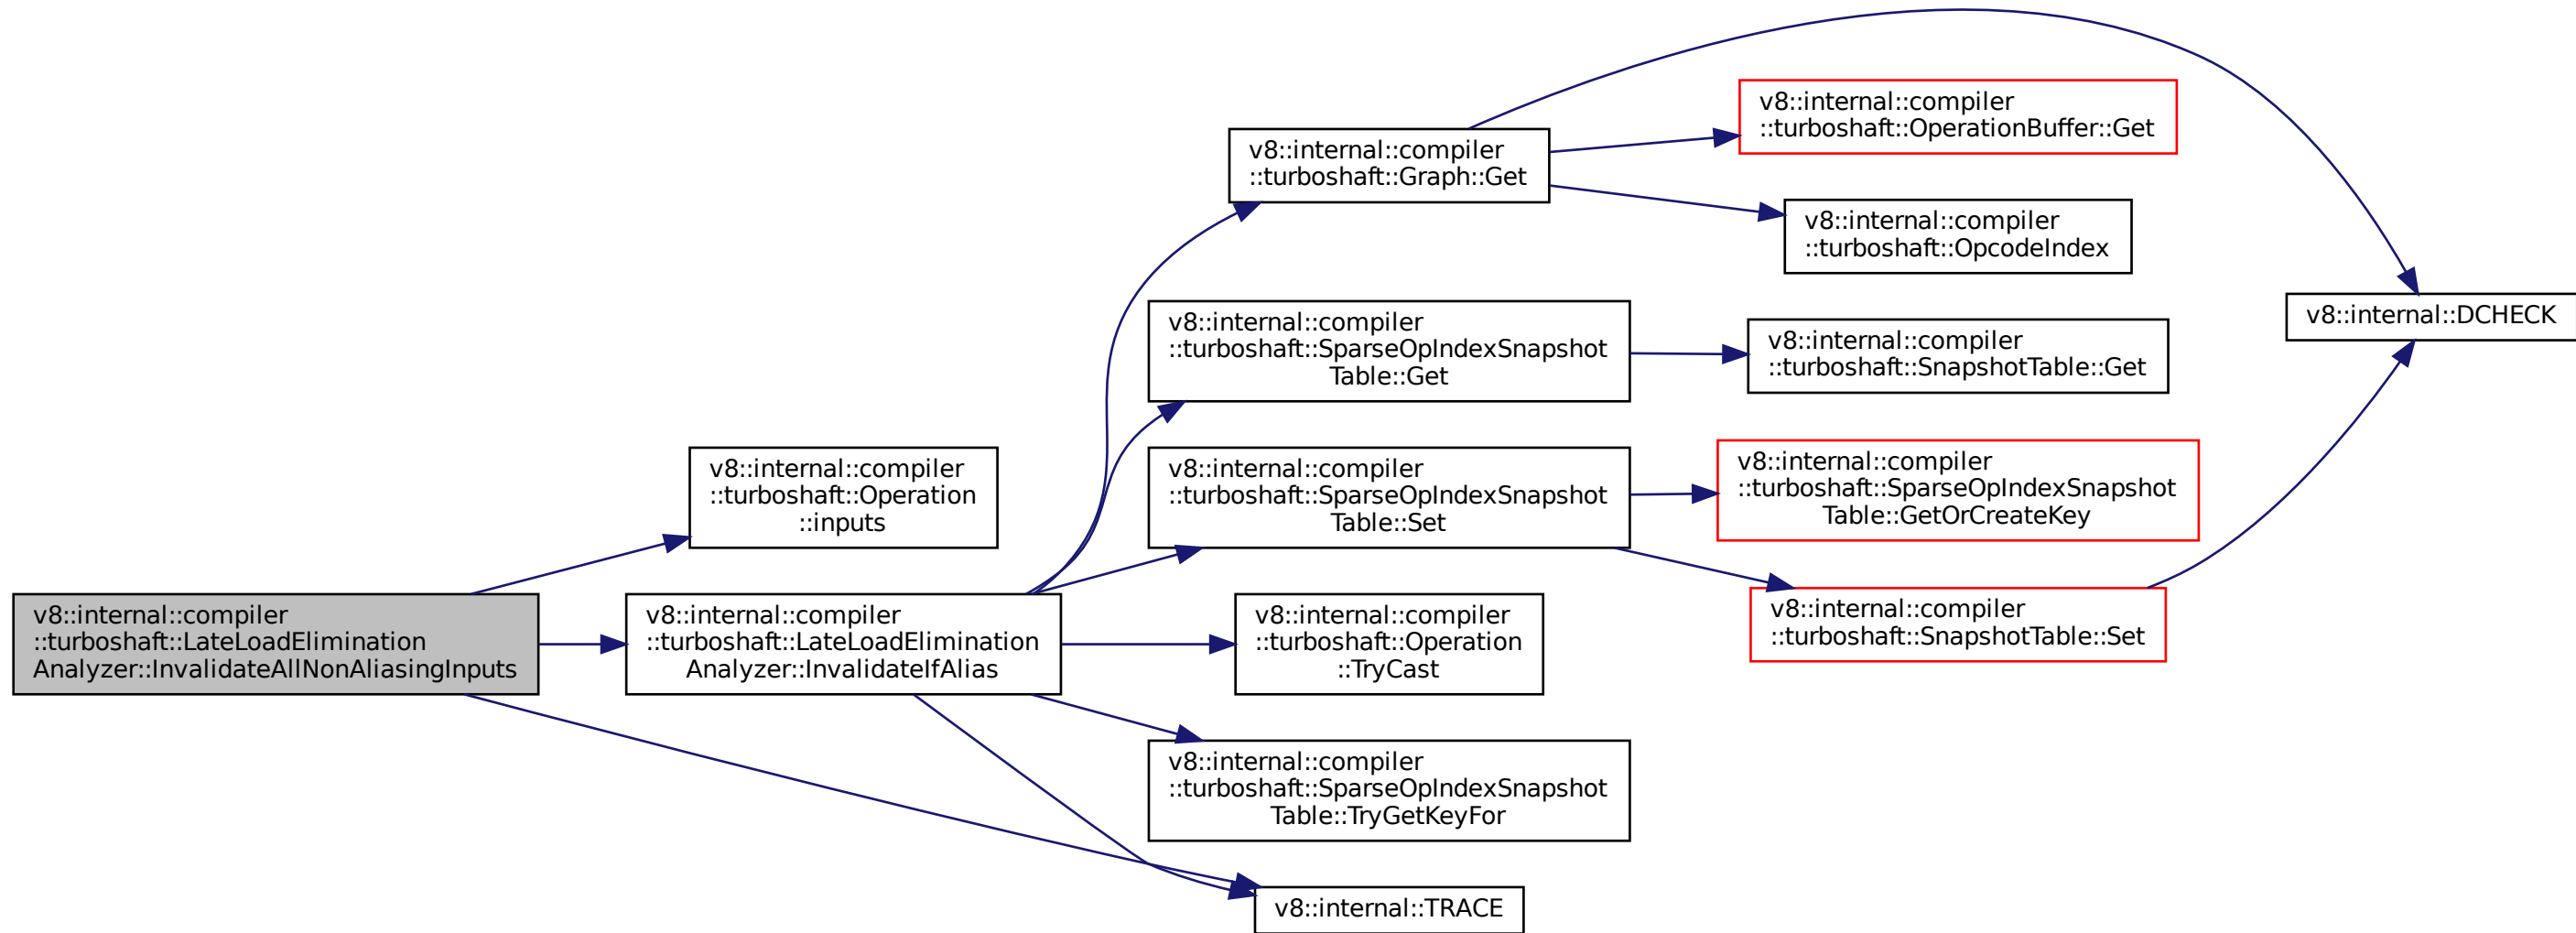 v8::internal::compiler
::turboshaft::LateLoadElimination
Analyzer::InvalidateAllNonAliasingInputs
v8::internal::compiler
::turboshaft::Operation
::inputs
v8::internal::compiler
::turboshaft::LateLoadElimination
Analyzer::InvalidateIfAlias
v8::internal::compiler
::turboshaft::Graph::Get
v8::internal::compiler
::turboshaft::SparseOpIndexSnapshot
Table::Get
v8::internal::compiler
::turboshaft::SparseOpIndexSnapshot
Table::Set
v8::internal::compiler
::turboshaft::Operation
::TryCast
v8::internal::compiler
::turboshaft::SparseOpIndexSnapshot
Table::TryGetKeyFor
v8::internal::TRACE
v8::internal::compiler
::turboshaft::OperationBuffer::Get
v8::internal::compiler
::turboshaft::OpcodeIndex
v8::internal::compiler
::turboshaft::SnapshotTable::Get
v8::internal::compiler
::turboshaft::SparseOpIndexSnapshot
Table::GetOrCreateKey
v8::internal::compiler
::turboshaft::SnapshotTable::Set
v8::internal::DCHECK